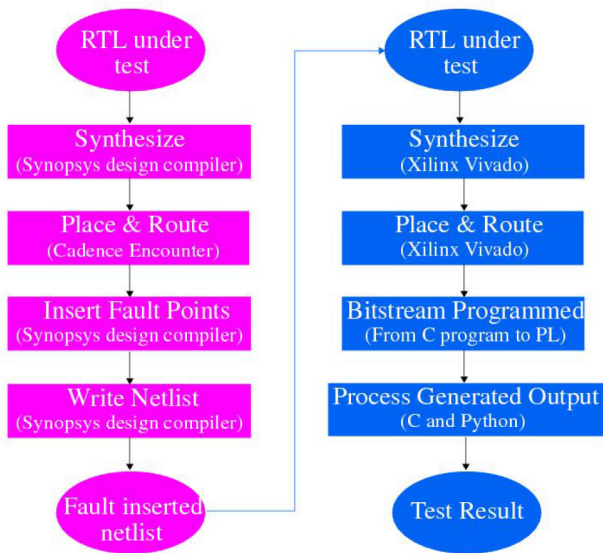 RTL under
test
Synthesize
(Synopsys design compiler)
Place & Route
(Cadence Encounter)
Insert Fault Points
(Synopsys design compiler)
Write Netlist
(Synopsys design compiler)
Fault inserted
netlist
RTL under
test
Synthesize
(Xilinx Vivado)
Place & Route
(Xilinx Vivado)
Bitstream Programmed
(From C program to PL)
Process Generated Output
(C and Python)
Test Result